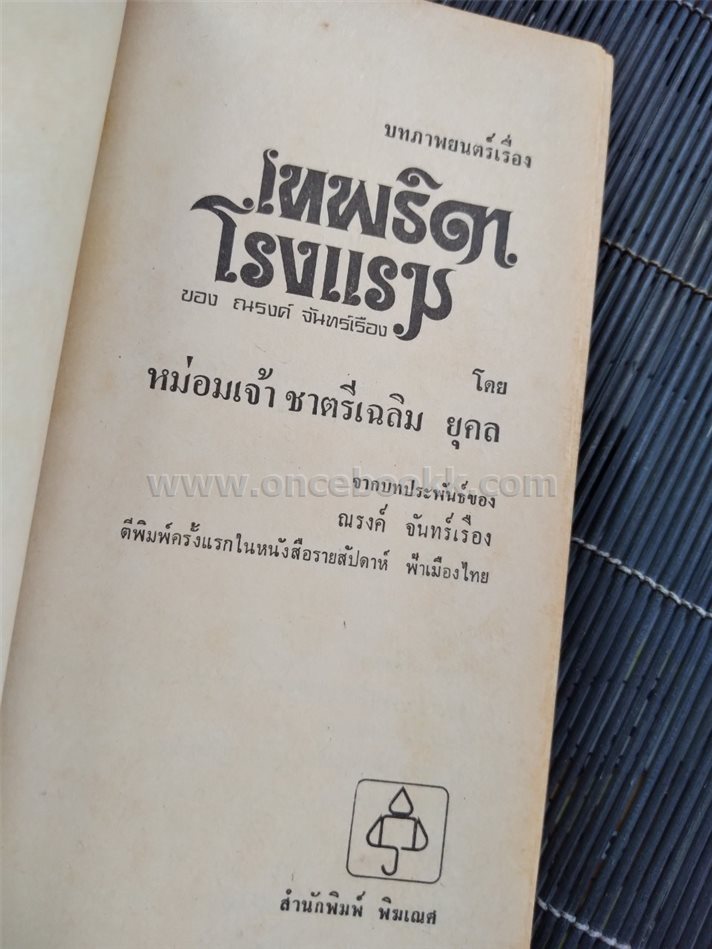 บทภาพยนตร์เรื่อง
เทพธิดา
โรงแรม
ของ ณรงค์ จันทร์เรือง
โดย
หม่อมเจ้า ชาตรีเฉลิม ยุคล
www.oncebookk.com
จากบทประพันธ์ของ
ณรงค์ จันทร์เรือง
ตีพิมพ์ครั้งแรกในหนังสือรายสัปดาห์ ฟ้าเมืองไทย
สำนักพิมพ์ พิฆเณศ